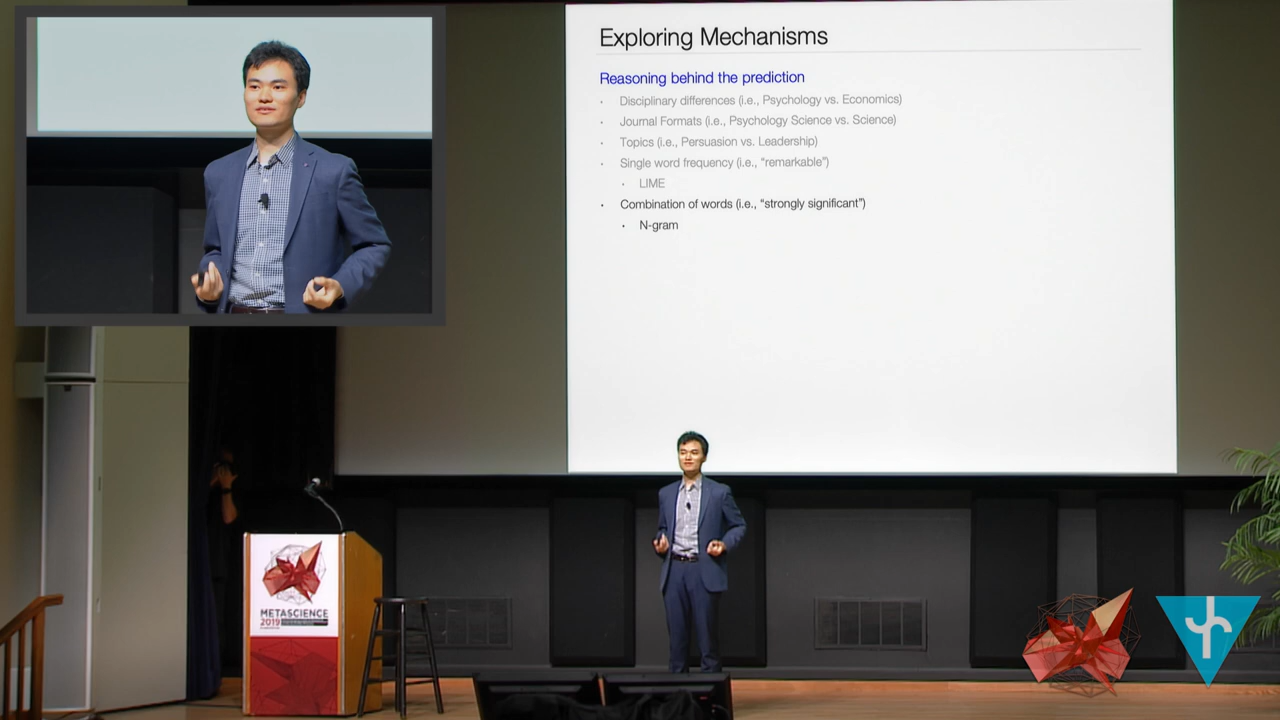 Exploring Mechanisms
Reasoning behind the prediction
· Disciplinary differences (i.e., Psychology vs. Economics)
· Journal Formats (i.e., Psychology Science vs. Science)
· Topics (i.e., Persuasion vs. Leadership)
· Single word frequency (i.e., “remarkable”)
· LIME
· Combination of words (i.e., “strongly significant”)
· N-gram
METASCIENCE
2019